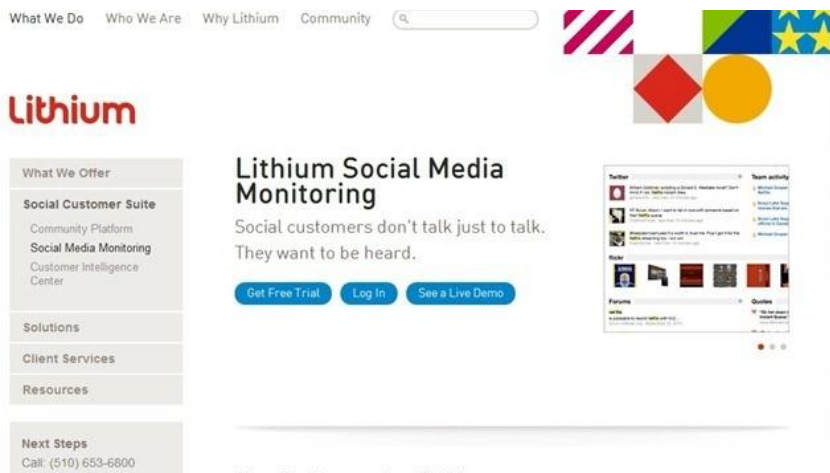 What We Do Who We Are Why Lithium Community
Lithium
What We Offer
Social Customer Suite
Community Platform
Social Media Monitoring
Customer Intelligence
Center
Solutions
Client Services
Resources
Next Steps
Call: (510) 653-6800
Lithium Social Media
Monitoring
Social customers don't talk just to talk.
They want to be heard.
Get Free Trial Log In See a Live Demo
Twitter
Team activity
flickr
Forums
Quotes